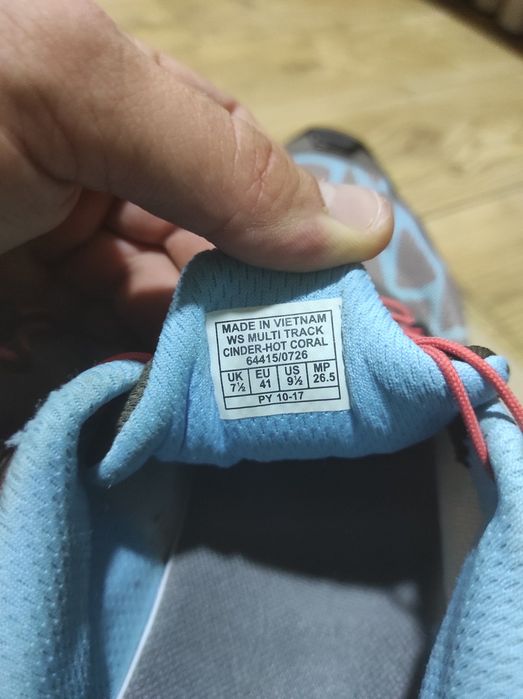 MADE IN VIETNAM
WS MULTI TRACK
CINDER-HOT CORAL
64415/0726
UK EU US MP
7½ 41 9½ 26.5
PY 10-17